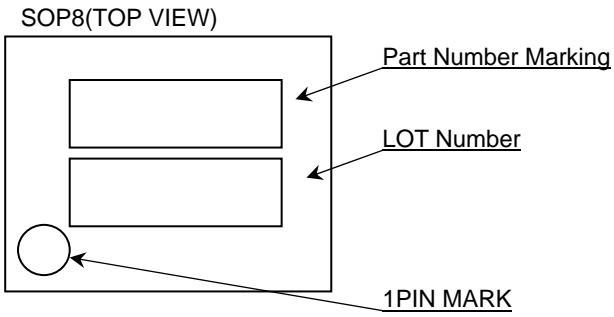 SOP8(TOP VIEW)
Part Number Marking
LOT Number
1PIN MARK